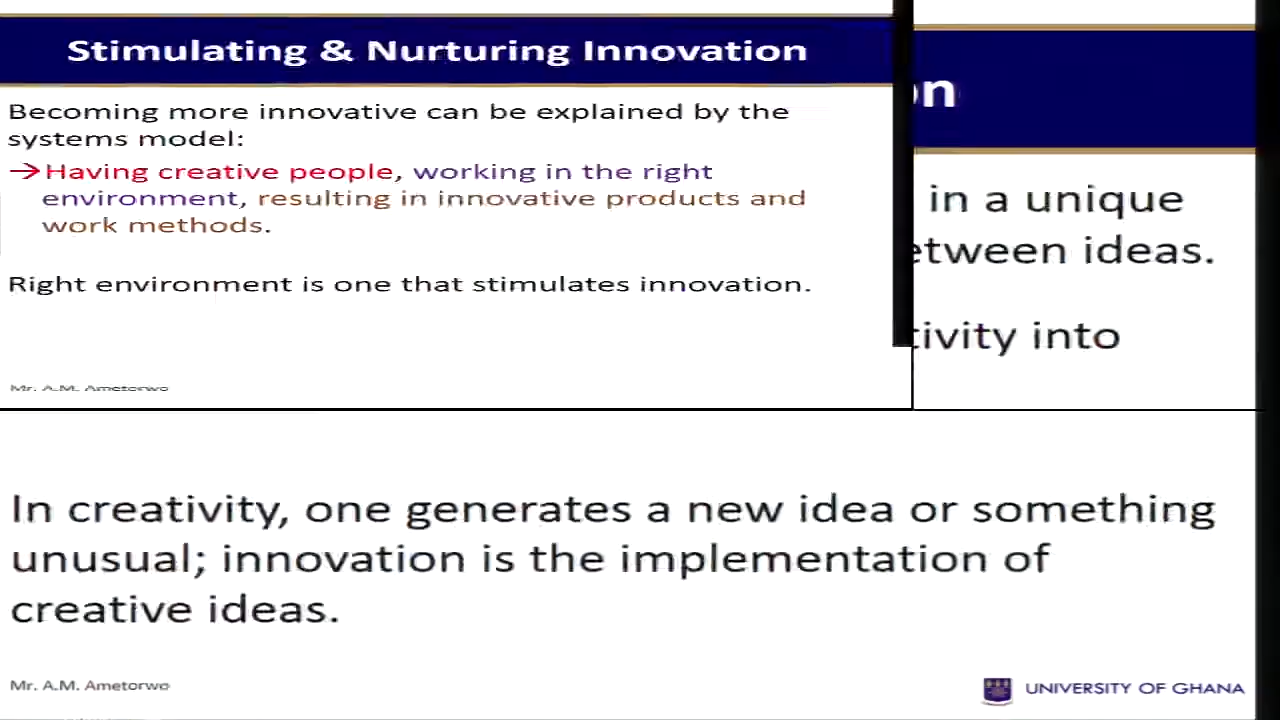 Stimulating & Nurturing Innovation
Becoming more innovative can be explained by the
systems model:
→Having creative people, working in the right
environment, resulting in innovative products and
work methods.
Right environment is one that stimulates innovation.
Mr. A.M. Ametorwo
in a unique
between ideas.
In creativity, one generates a new idea or something
unusual; innovation is the implementation of
creative ideas.
into
Mr. A.M. Ametorwo
UNIVERSITY OF GHANA